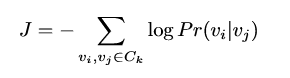 J = − ∑_{v_i,v_j∈C_k} log Pr(v_i|v_j)